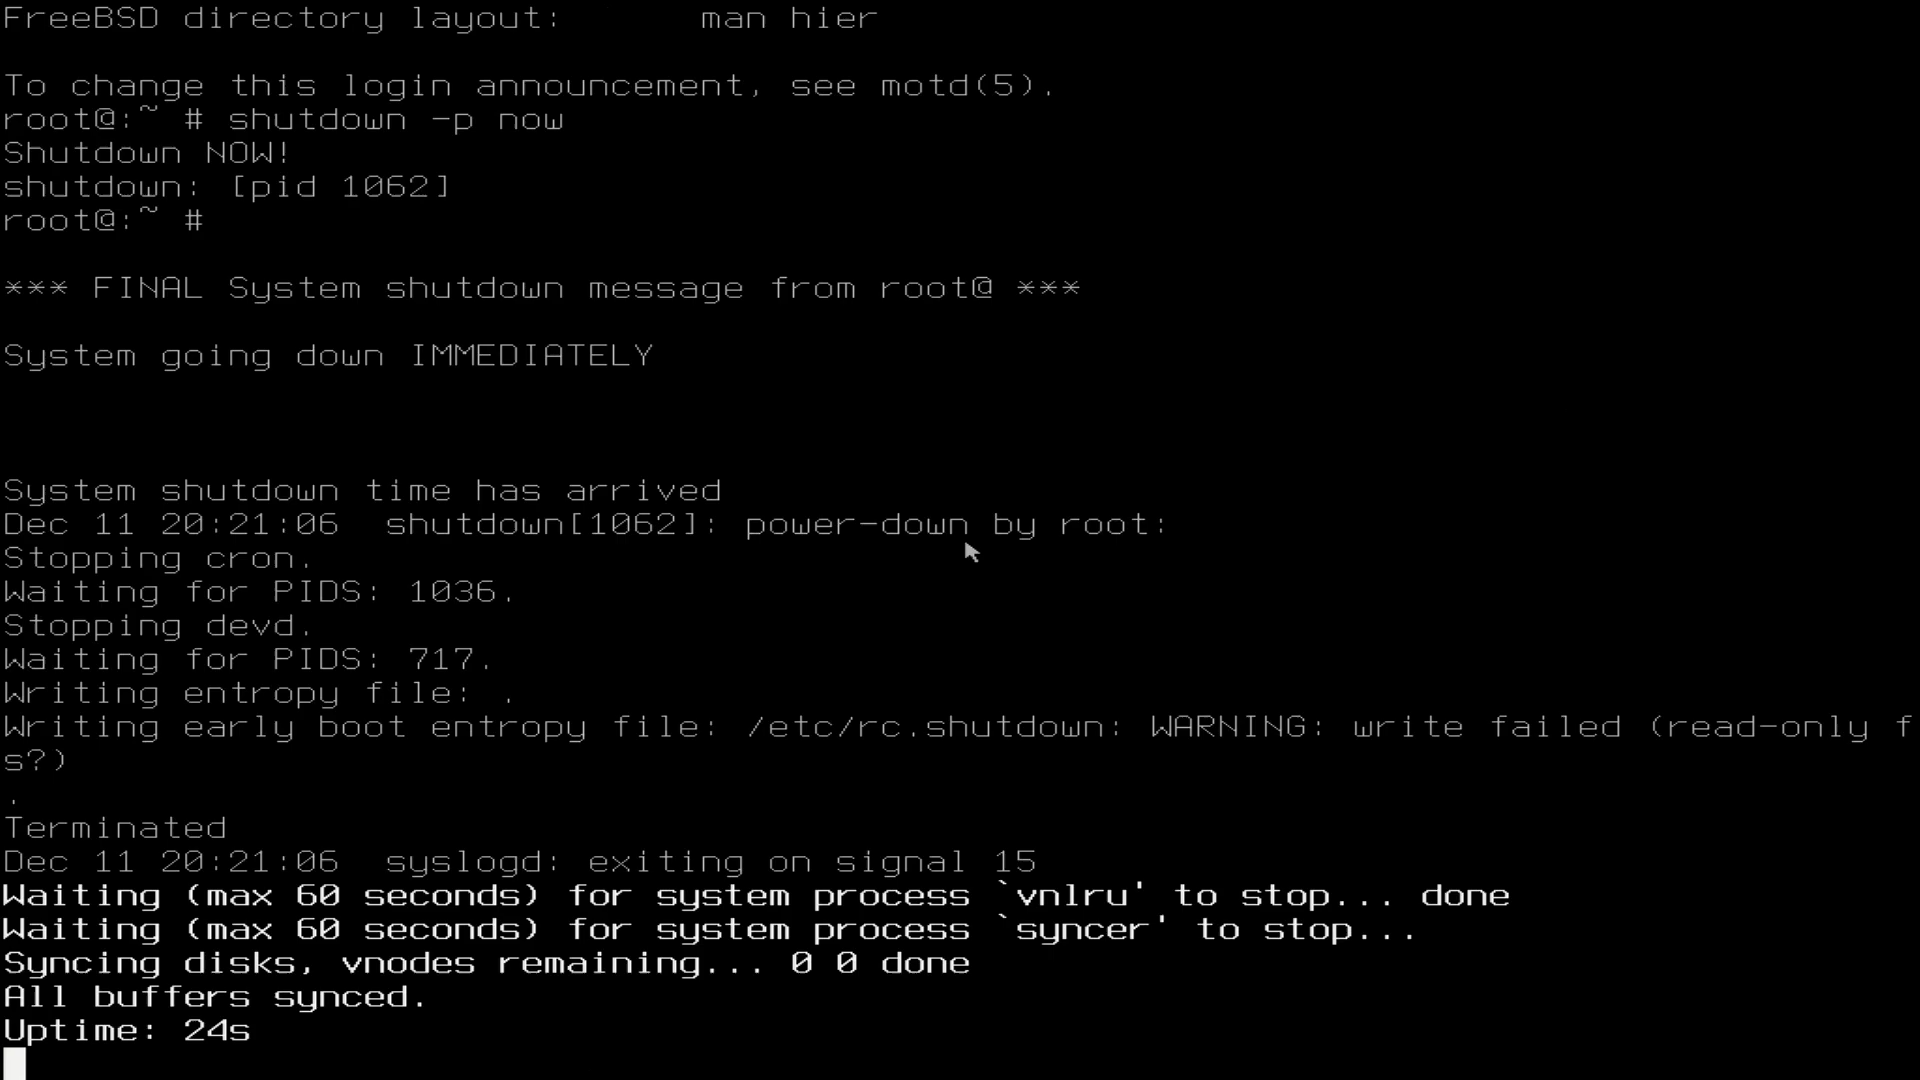 FreeBSD directory layout:      man hier
To change this login announcement, see motd(5).
root@:~ # shutdown -p now
Shutdown NOW!
shutdown: [pid 1062]
root@:~ #
*** FINAL System shutdown message from root@ ***
System going down IMMEDIATELY
System shutdown time has arrived
Dec 11 20:21:06  shutdown[1062]: power-down by root:
Stopping cron.
Waiting for PIDS: 1036.
Stopping devd.
Waiting for PIDS: 717.
Writing entropy file: .
Writing early boot entropy file: /etc/rc.shutdown: WARNING: write failed (read-only f
s?)
.
Terminated
Dec 11 20:21:06  syslogd: exiting on signal 15
Waiting (max 60 seconds) for system process `vnlru' to stop... done
Waiting (max 60 seconds) for system process `syncer' to stop...
Syncing disks, vnodes remaining... 0 0 done
All buffers synced.
Uptime: 24s